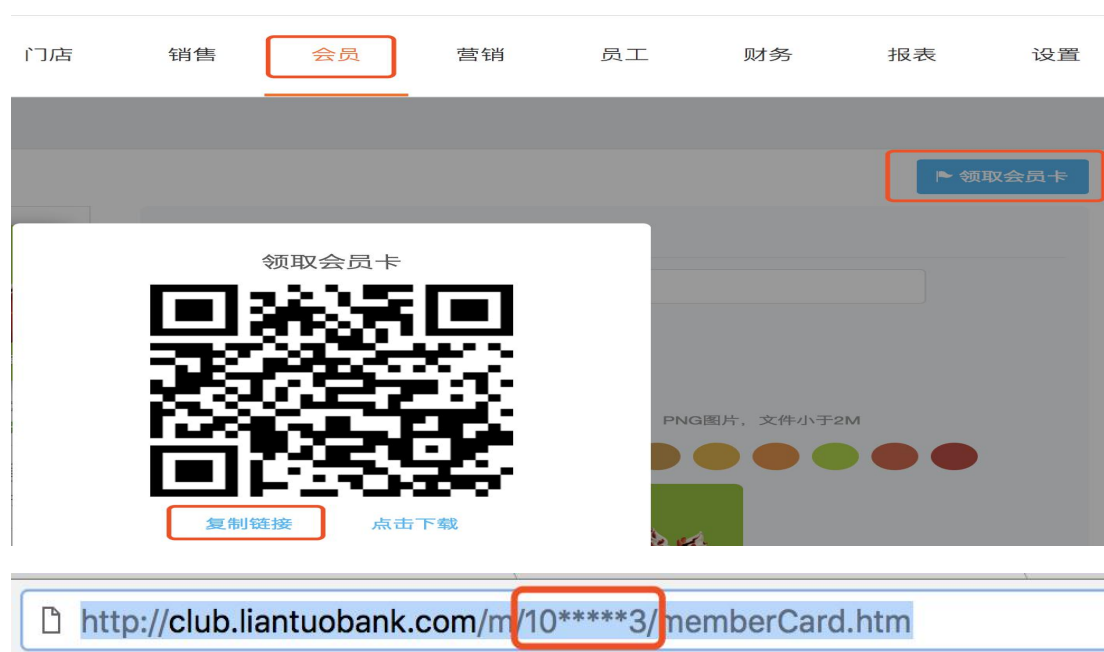 门店 销售 会员 营销 员工 财务 报表 设置
领取会员卡
领取会员卡
PNG图片，文件小于2M
复制链接 点击下载
http://club.liantuobank.com/m/10*****3/memberCard.htm